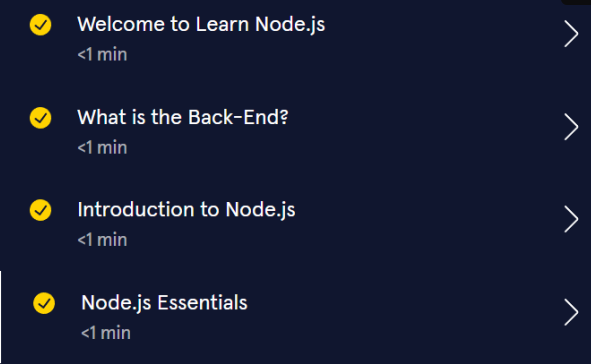 Welcome to Learn Node.js
<1 min
What is the Back-End?
<1 min
Introduction to Node.js
<1 min
Node.js Essentials
<1 min